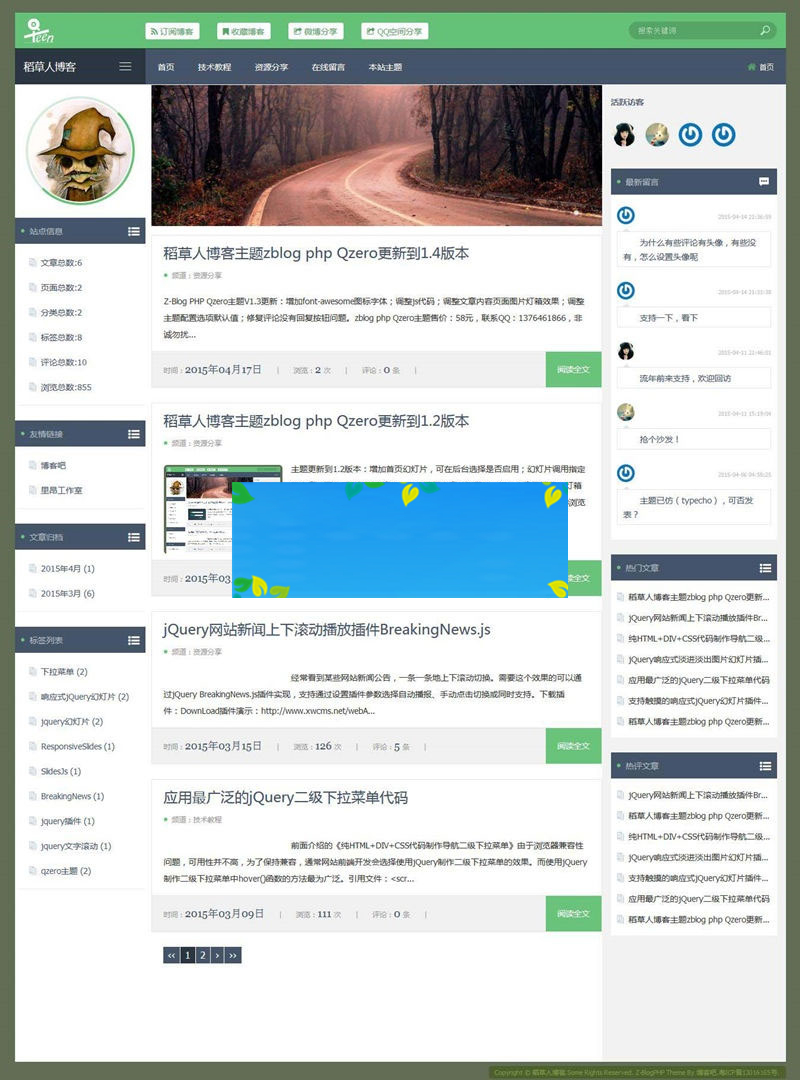 Qeen
订阅博客
收藏博客
微博分享
QQ空间分享
搜索关键词
稻草人博客
首页
技术教程
资源分享
在线留言
本站主题
首页
站点信息
文章总数:6
页面总数:2
分类总数:2
标签总数:8
评论总数:10
浏览总数:855
友情链接
博客吧
里昂工作室
文章归档
2015年4月 (1)
2015年3月 (6)
标签列表
下拉菜单 (2)
响应式jQuery幻灯片 (2)
jquery幻灯片 (2)
ResponsiveSlides (1)
SlidesJs (1)
BreakingNews (1)
jquery插件 (1)
jquery文字滚动 (1)
qzero主题 (2)
稻草人博客主题zblog php Qzero更新到1.4版本
频道：资源分享
Z-Blog PHP Qzero主题V1.3更新：增加font-awesome图标字体；调整js代码；调整文章内容页面图片灯箱效果；调整
主题配置选项默认值；修复评论没有回复按钮问题。zblog php Qzero主题售价：58元，联系QQ：1376461866，非
诚勿扰...
时间：2015年04月17日 | 浏览：2 次 | 评论：0 条 |
阅读全文
稻草人博客主题zblog php Qzero更新到1.2版本
频道：资源分享
主题更新到1.2版本：增加首页幻灯片，可在后台选择是否启用；幻灯片调用指定
灯箱
浏览
时间：2015年03
全文
jQuery网站新闻上下滚动播放插件BreakingNews.js
频道：资源分享
经常看到某些网站新闻公告，一条一条地上下滚动切换。需要这个效果的可以通
过jQuery BreakingNews.js插件实现，支持通过设置插件参数选择自动播报、手动点击切换或同时支持。下载插
件：DownLoad插件演示：http://www.xwcms.net/webA...
时间：2015年03月15日 | 浏览：126 次 | 评论：5 条 |
阅读全文
应用最广泛的jQuery二级下拉菜单代码
频道：技术教程
前面介绍的《纯HTML+DIV+CSS代码制作导航二级下拉菜单》由于浏览器兼容性
问题，可用性并不高，为了保持兼容，通常网站前端开发会选择使用jQuery制作二级下拉菜单的效果。而使用jQuery
制作二级下拉菜单中hover()函数的方法最为广泛。引用文件：<scr...
时间：2015年03月09日 | 浏览：111 次 | 评论：0 条 |
阅读全文
‹‹ 1 2 › ››
活跃访客
最新留言
2015-04-14 22:36:59
为什么有些评论有头像，有些没
有，怎么设置头像呢
支持一下，看下
2015-04-11 22:46:01
流年前来支持，欢迎回访
2015-04-11 15:19:04
抢个沙发！
主题已仿（typecho），可否发
表？
热门文章
稻草人博客主题zblog php Qzero更新...
jQuery网站新闻上下滚动播放插件Br...
纯HTML+DIV+CSS代码制作导航二级...
jQuery响应式淡进淡出图片幻灯片插...
应用最广泛的jQuery二级下拉菜单代码
支持触摸的响应式jQuery幻灯片插件...
稻草人博客主题zblog php Qzero更新...
热评文章
jQuery网站新闻上下滚动播放插件Br...
稻草人博客主题zblog php Qzero更新...
纯HTML+DIV+CSS代码制作导航二级...
jQuery响应式淡进淡出图片幻灯片插...
支持触摸的响应式jQuery幻灯片插件...
应用最广泛的jQuery二级下拉菜单代码
稻草人博客主题zblog php Qzero更新...
Copyright © 稻草人博客.Some Rights Reserved. Z-BlogPHP Theme By 博客吧.